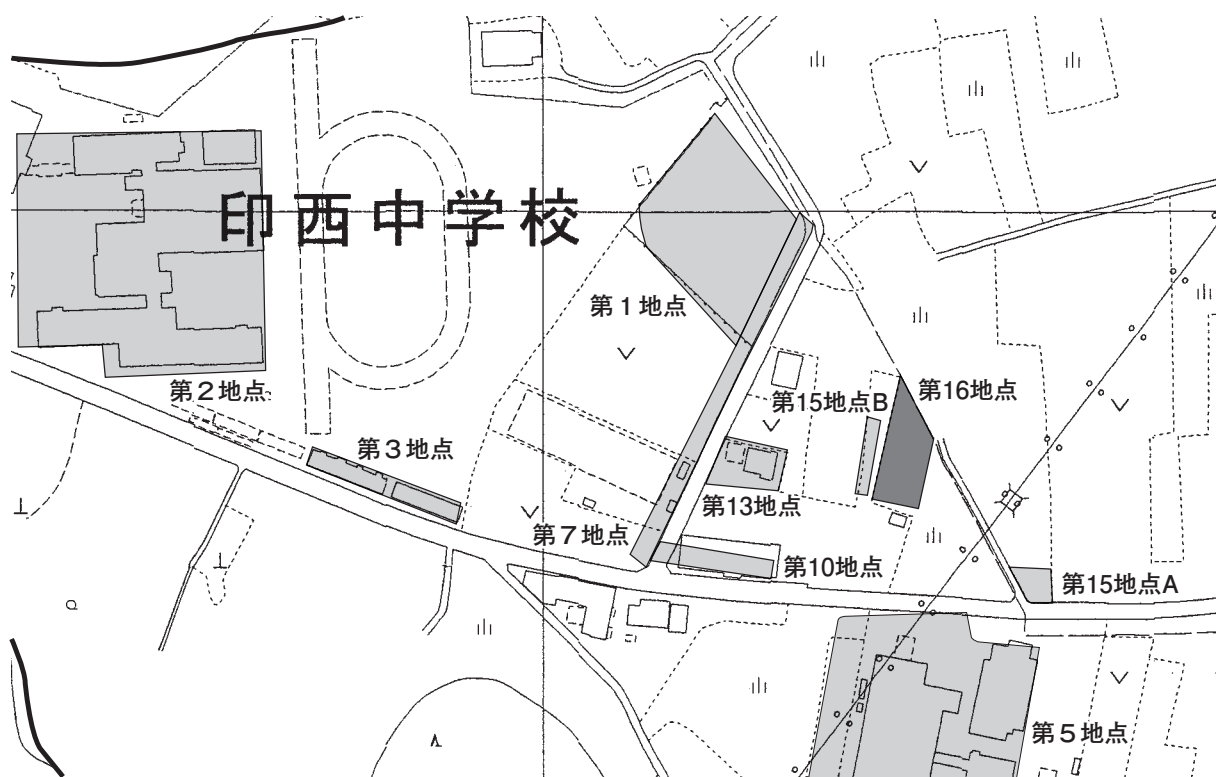 印西中学校
第１地点
第２地点
第３地点
第15地点B
第16地点
第13地点
第７地点
第10地点
第15地点A
第５地点